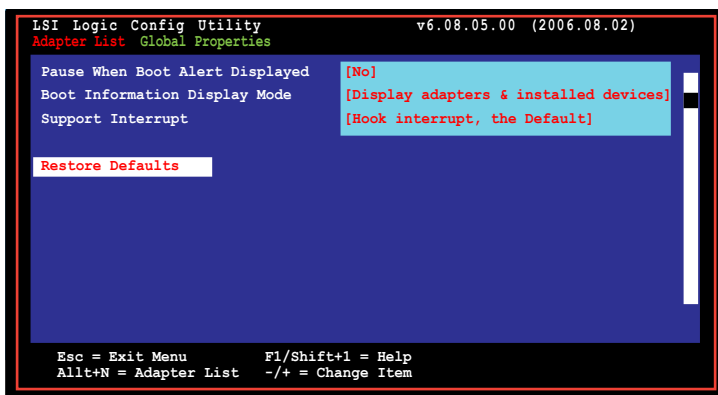 LSI Logic Config Utility v6.08.05.00 (2006.08.02)
Adapter List Global Properties
Pause When Boot Alert Displayed [No]
Boot Information Display Mode [Display adapters & installed devices]
Support Interrupt [Hook interrupt, the Default]
Restore Defaults
Esc = Exit Menu F1/Shift+1 = Help
Allt+N = Adapter List -/+ = Change Item